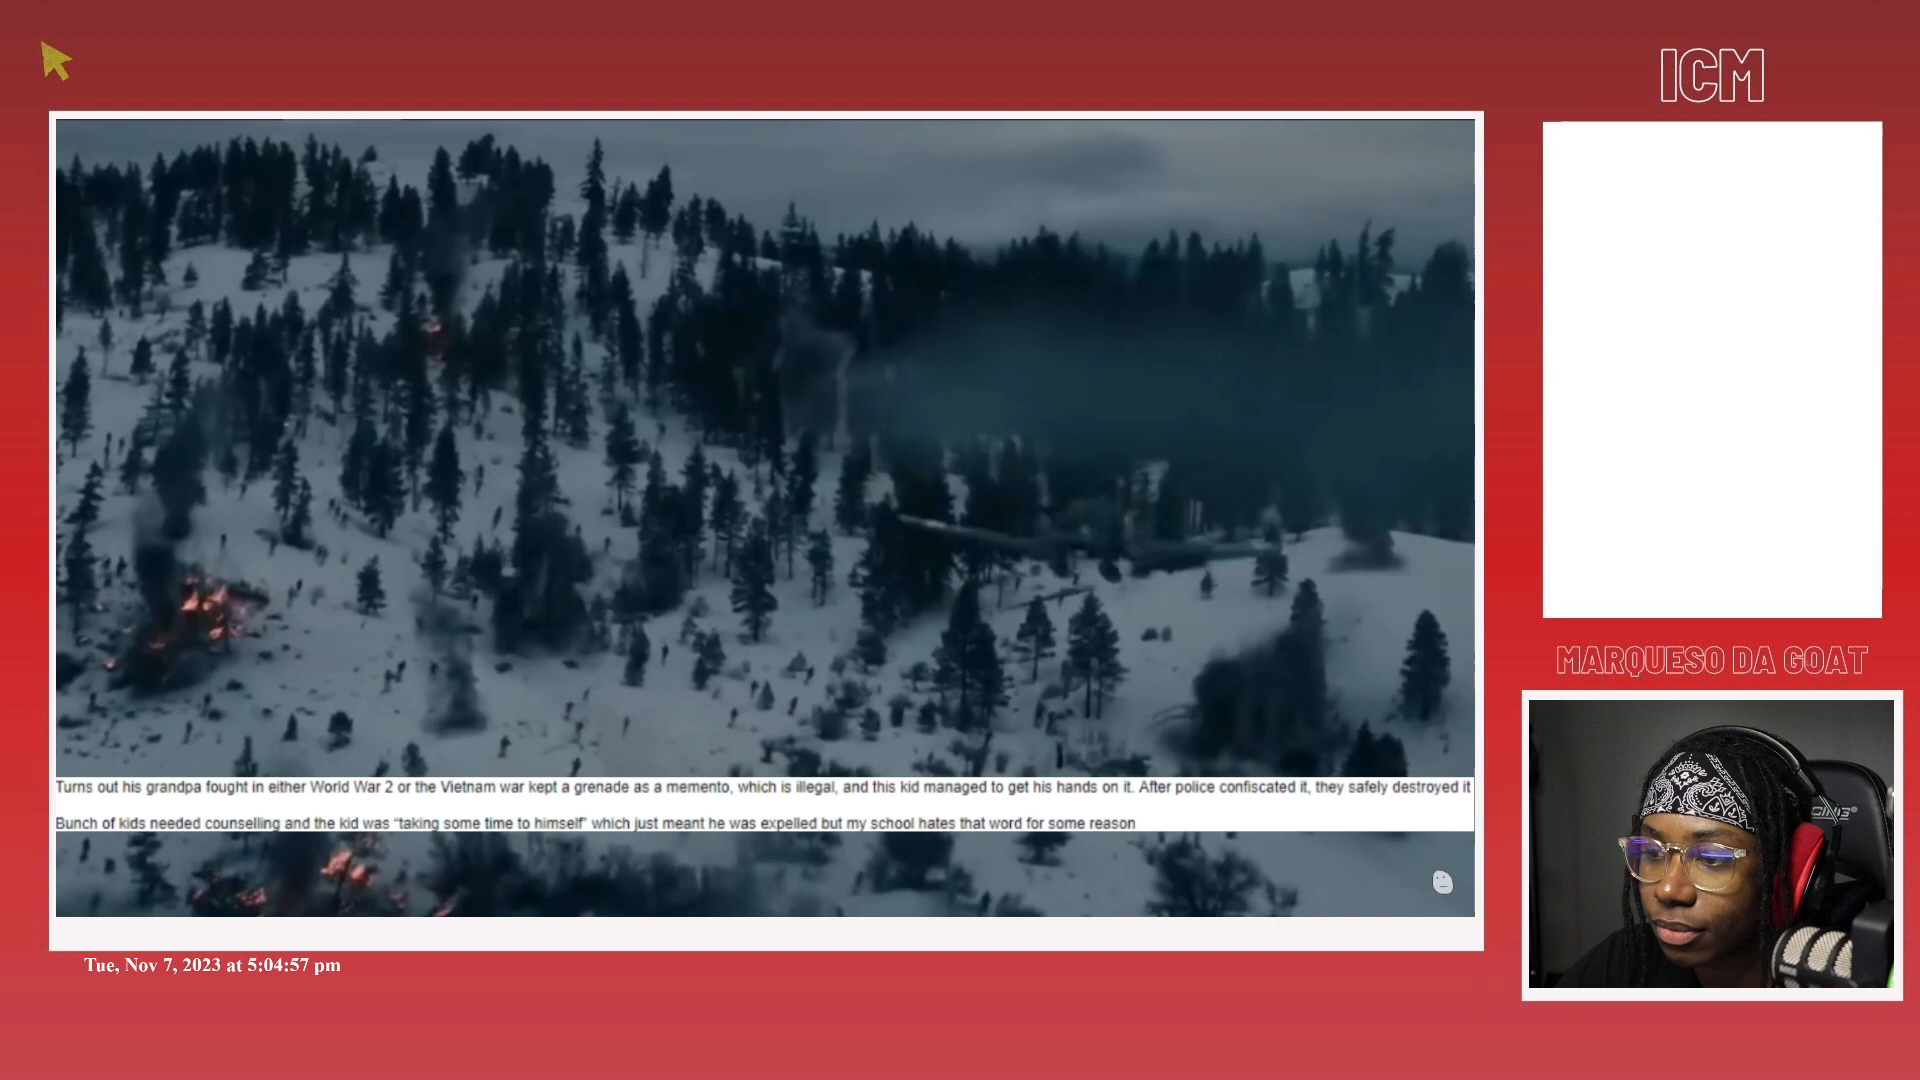 ICM
Turns out his grandpa fought in either World War 2 or the Vietnam war kept a grenade as a memento, which is illegal, and this kid managed to get his hands on it. After police confiscated it, they safely destroyed it
Bunch of kids needed counselling and the kid was “taking some time to himself” which just meant he was expelled but my school hates that word for some reason
MARQUESO DA GOAT
Tue, Nov 7, 2023 at 5:04:57 pm